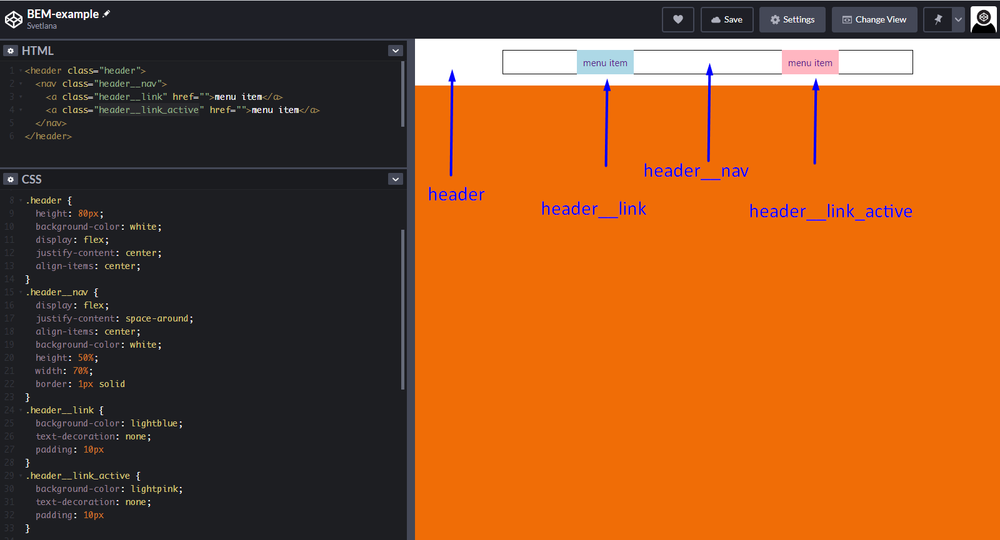 BEM-example
Svetlana
Save
Settings
Change View
HTML
1 <header class="header">
2 <nav class="header__nav">
3 <a class="header__link" href="">menu item</a>
4 <a class="header__link_active" href="">menu item</a>
5 </nav>
6 </header>
CSS
8 .header {
9 height: 80px;
10 background-color: white;
11 display: flex;
12 justify-content: center;
13 align-items: center;
14 }
15 .header__nav {
16 display: flex;
17 justify-content: space-around;
18 align-items: center;
19 background-color: white;
20 height: 50%;
21 width: 70%;
22 border: 1px solid
23 }
24 .header__link {
25 background-color: lightblue;
26 text-decoration: none;
27 padding: 10px
28 }
29 .header__link_active {
30 background-color: lightpink;
31 text-decoration: none;
32 padding: 10px
33 }
menu item
menu item
header__nav
header
header__link
header__link_active